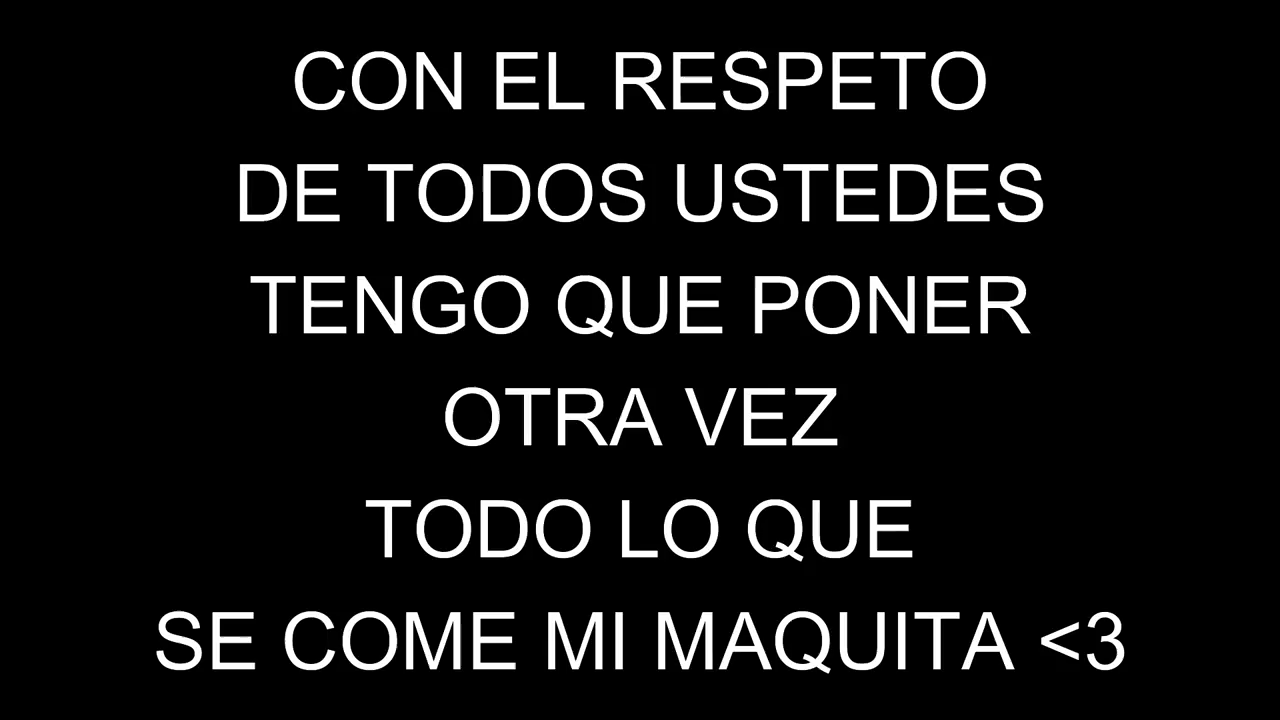 CON EL RESPETO
DE TODOS USTEDES
TENGO QUE PONER
OTRA VEZ
TODO LO QUE
SE COME MI MAQUITA <3